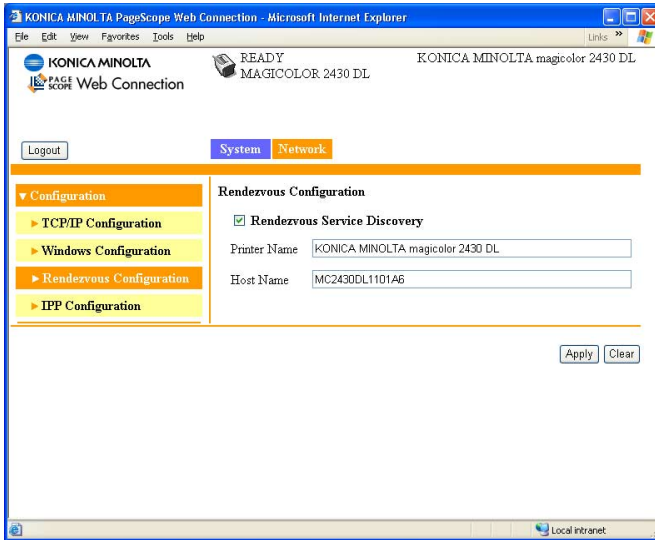 KONICA MINOLTA PageScope Web Connection - Microsoft Internet Explorer
File Edit View Favorites Tools Help
Links »
KONICA MINOLTA
PAGE SCOPE Web Connection
READY
MAGICOLOR 2430 DL
KONICA MINOLTA magicolor 2430 DL
Logout
System Network
Configuration
TCP/IP Configuration
Windows Configuration
Rendezvous Configuration
IPP Configuration
Rendezvous Configuration
Rendezvous Service Discovery
Printer Name KONICA MINOLTA magicolor 2430 DL
Host Name MC2430DL1101A6
Apply Clear
Local intranet